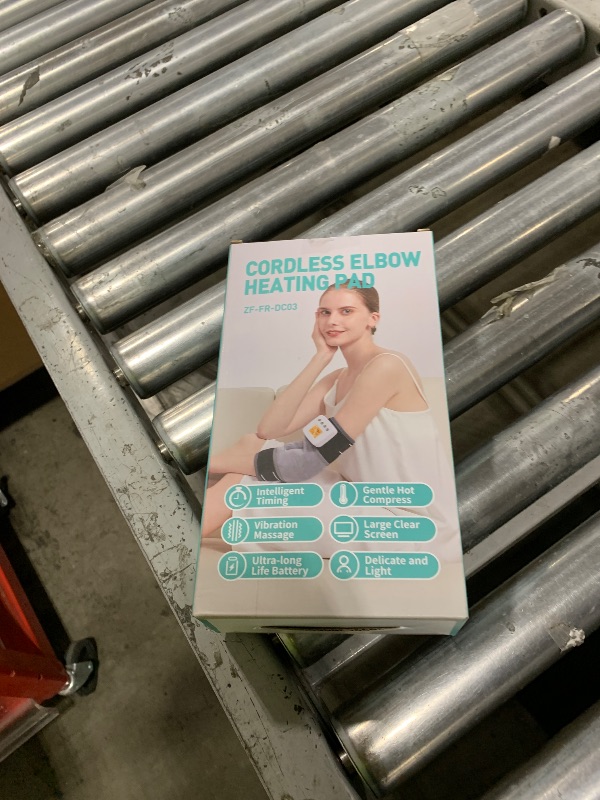 CORDLESS ELBOW
HEATING PAD
ZF-FR-DC03
Intelligent
Timing
Gentle Hot
Compress
Vibration
Massage
Large Clear
Screen
Ultra-long
Life Battery
Delicate and
Light